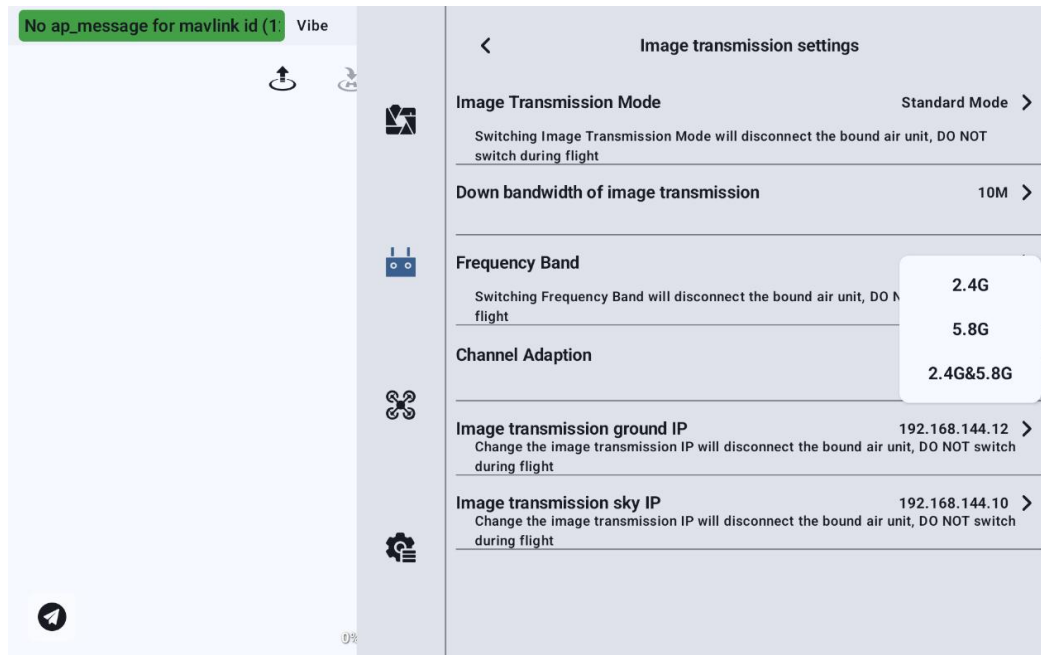 No ap_message for mavlink id (1
Vibe
Image transmission settings
Image Transmission Mode
Standard Mode
Switching Image Transmission Mode will disconnect the bound air unit, DO NOT
switch during flight
Down bandwidth of image transmission
10M
Frequency Band
Switching Frequency Band will disconnect the bound air unit, DO
flight
2.4G
5.8G
2.4G&5.8G
Channel Adaption
Image transmission ground IP
192.168.144.12
Change the image transmission IP will disconnect the bound air unit, DO NOT switch
during flight
Image transmission sky IP
192.168.144.10
Change the image transmission IP will disconnect the bound air unit, DO NOT switch
during flight
0%